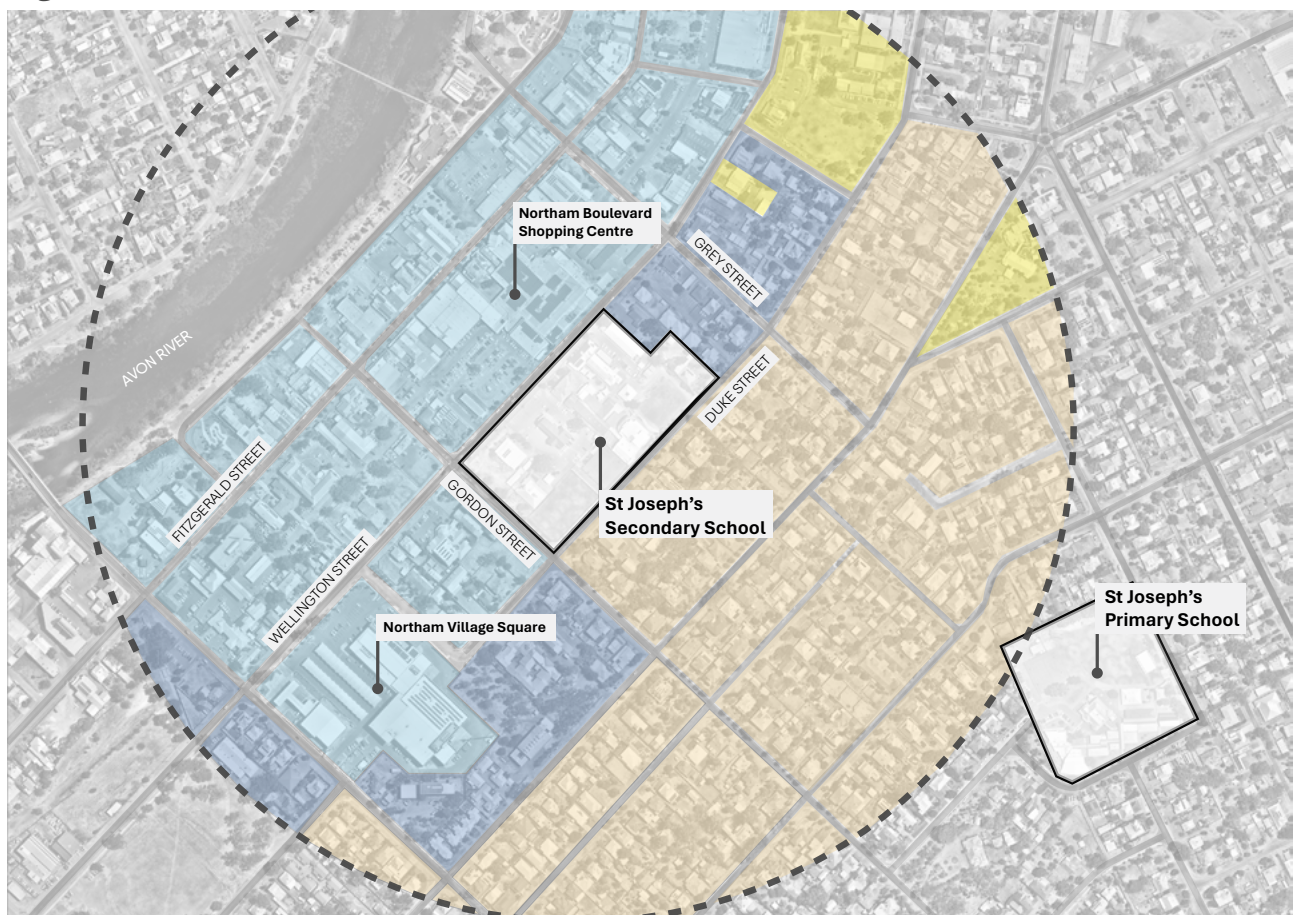 Northam Boulevard
Shopping Centre
GREY STREET
AVON RIVER
DUKE STREET
FITZGERALD STREET
GORDON STREET
St Joseph’s
Secondary School
WELLINGTON STREET
St Joseph’s
Primary School
Northam Village Square